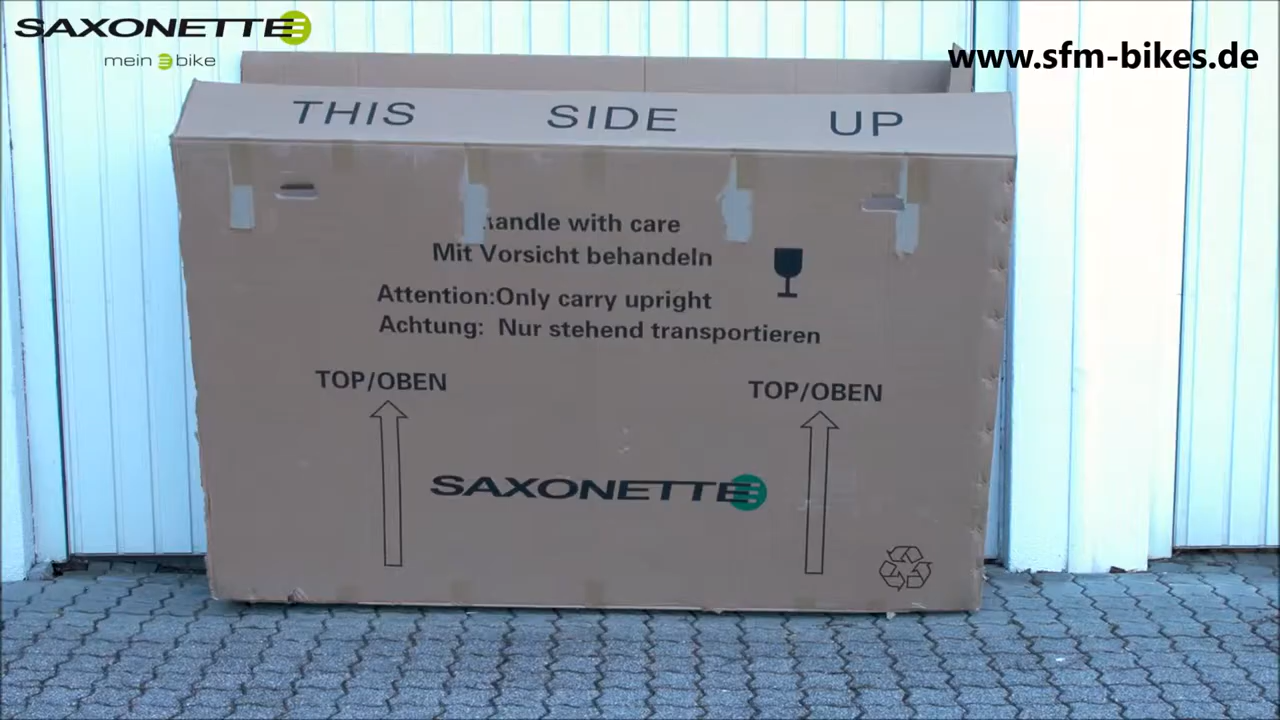 SAXONETTE
mein e bike
www.sfm-bikes.de
THIS SIDE UP
handle with care
Mit Vorsicht behandeln
Attention:Only carry upright
Achtung: Nur stehend transportieren
TOP/OBEN
TOP/OBEN
SAXONETTE